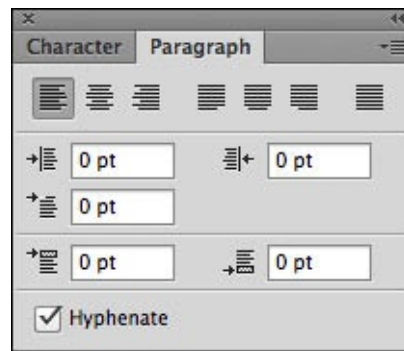 Character Paragraph
0 pt 0 pt
0 pt
0 pt 0 pt
Hyphenate